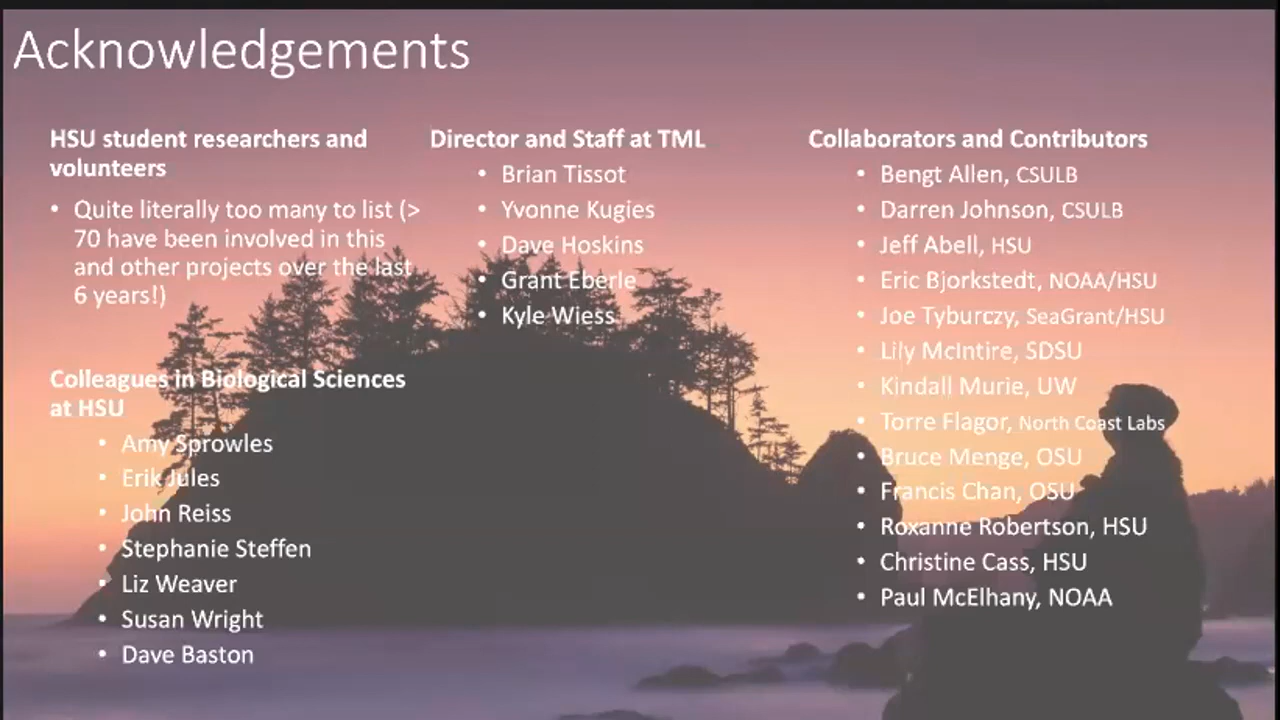 Acknowledgements
HSU student researchers and
volunteers
• Quite literally too many to list (>
70 have been involved in this
and other projects over the last
6 years!)
Colleagues in Biological Sciences
at HSU
• Amy Sprowles
• Erik Jules
• John Reiss
• Stephanie Steffen
• Liz Weaver
• Susan Wright
• Dave Baston
Director and Staff at TML
• Brian Tissot
• Yvonne Kugies
• Dave Hoskins
• Grant Eberle
• Kyle Wiess
Collaborators and Contributors
• Bengt Allen, CSULB
• Darren Johnson, CSULB
• Jeff Abell, HSU
• Eric Bjorkstedt, NOAA/HSU
• Joe Tyburczy, SeaGrant/HSU
• Lily McIntire, SDSU
• Kindall Murie, UW
• Torre Flagor, North Coast Labs
• Bruce Menge, OSU
• Francis Chan, OSU
• Roxanne Robertson, HSU
• Christine Cass, HSU
• Paul McElhany, NOAA